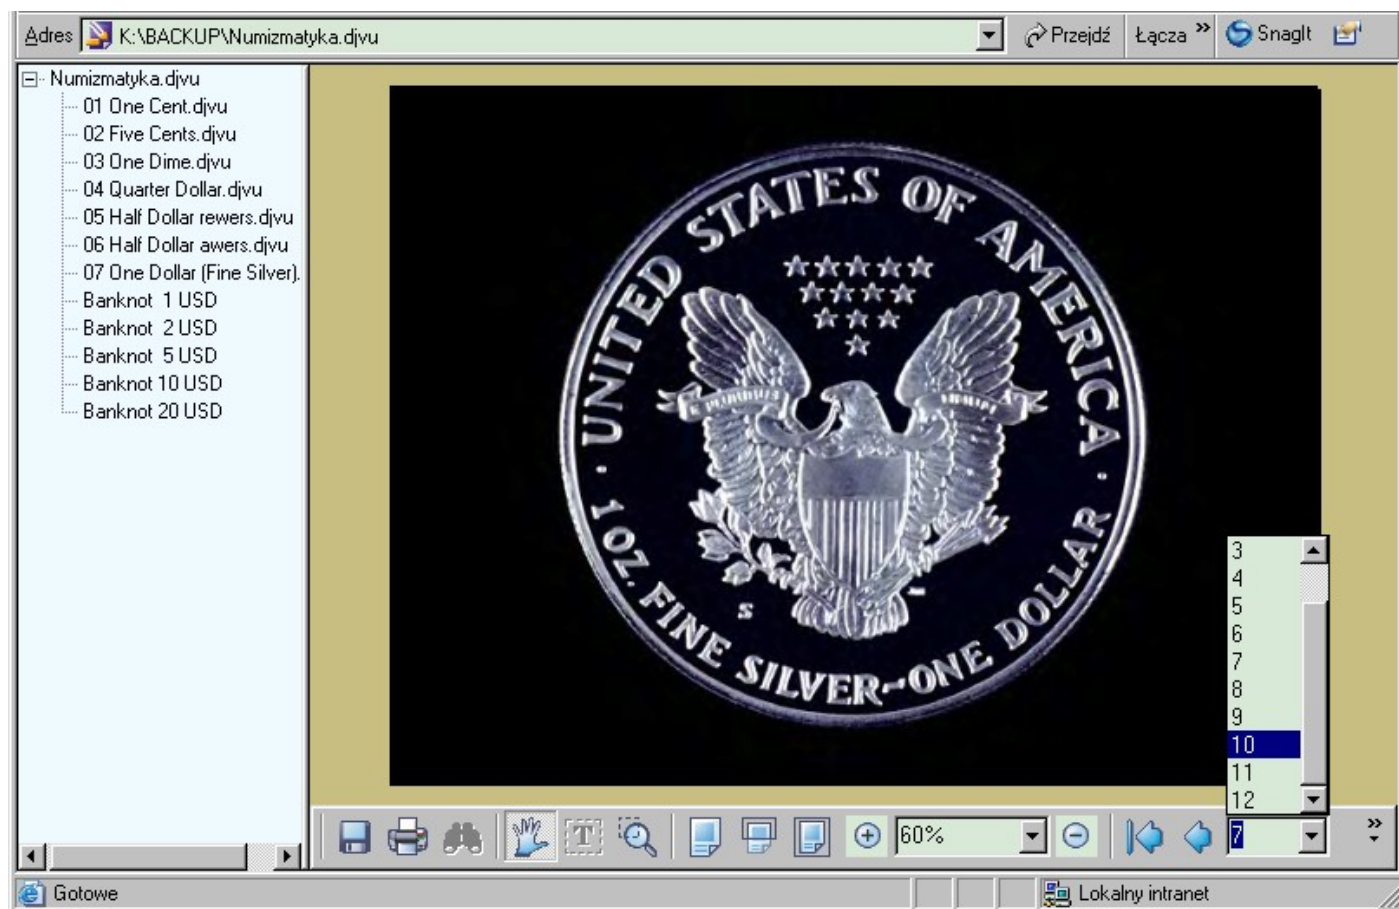 Adres K:\BACKUP\Numizmatyka.djvu Przejdź Łącza » SnagIt
Numizmatyka.djvu
01 One Cent.djvu
02 Five Cents.djvu
03 One Dime.djvu
04 Quarter Dollar.djvu
05 Half Dollar rewers.djvu
06 Half Dollar awers.djvu
07 One Dollar (Fine Silver).
Banknot 1 USD
Banknot 2 USD
Banknot 5 USD
Banknot 10 USD
Banknot 20 USD
· UNITED STATES OF AMERICA ·
E PLURIBUS UNUM
S
1 OZ. FINE SILVER~ONE DOLLAR
3
4
5
6
7
8
9
10
11
12
T
60%
7
»
Gotowe
Lokalny intranet